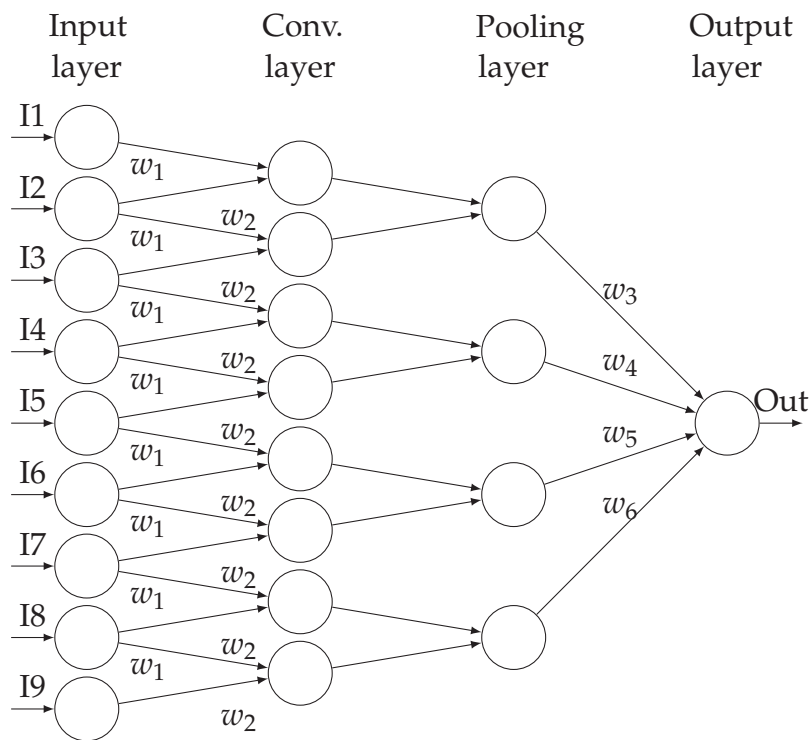 Input layer
Conv. layer
Pooling layer
Output layer
I1
w1
I2
w2
w1
I3
w2
w3
w1
I4
w2
w4
w1
I5
Out
w2
w5
w1
I6
w2
w6
w1
I7
w2
w1
I8
w2
w1
I9
w2